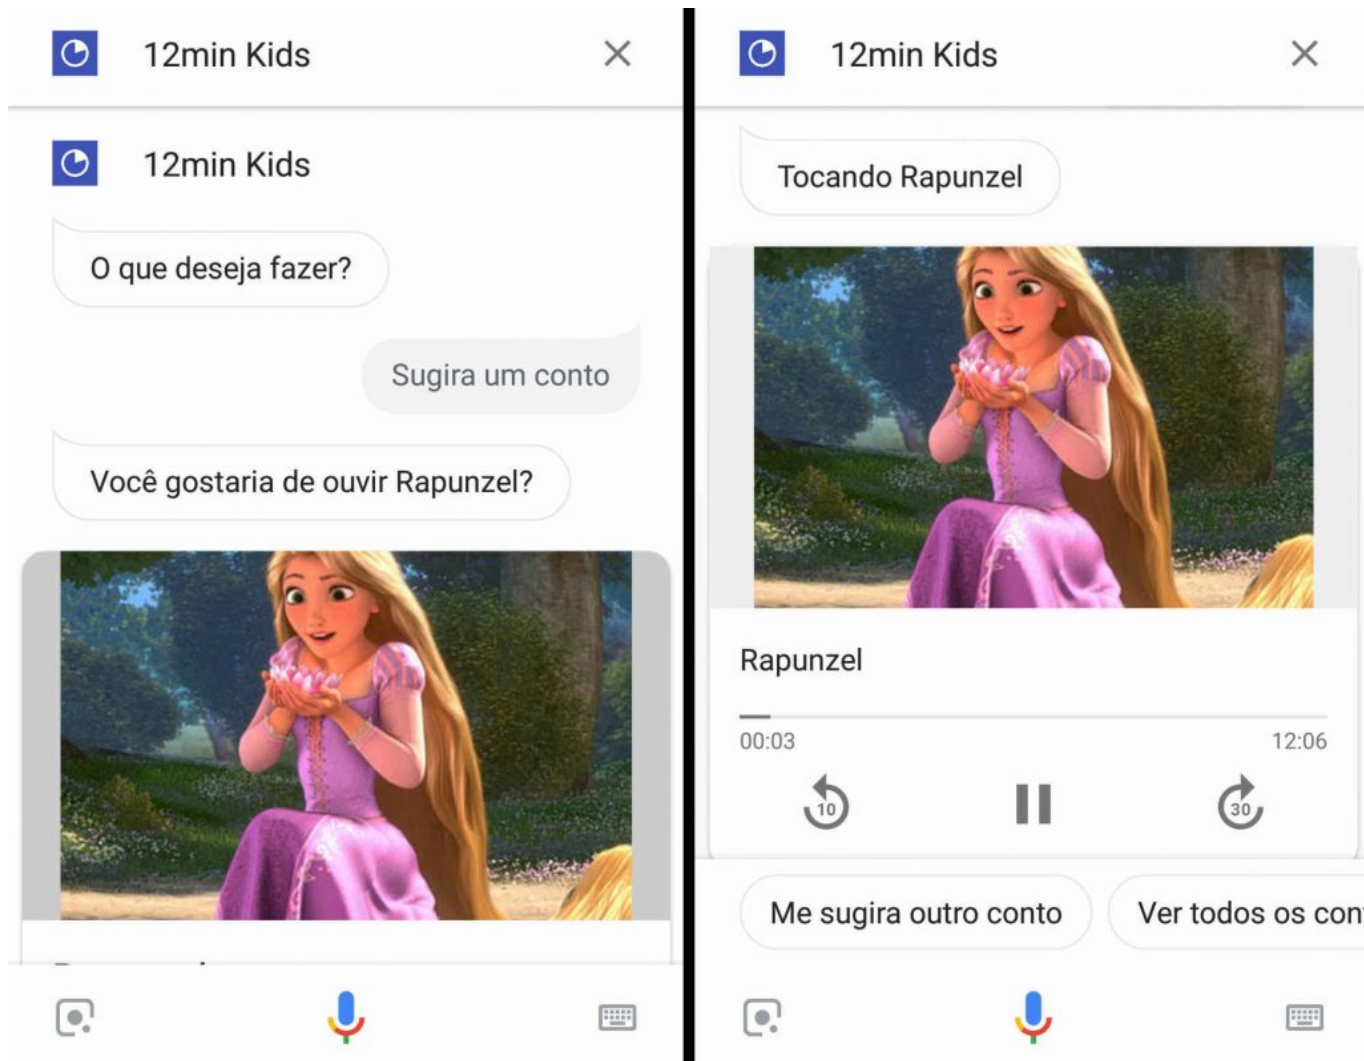 12min Kids
12min Kids
O que deseja fazer?
Sugira um conto
Você gostaria de ouvir Rapunzel?
12min Kids
Tocando Rapunzel
Rapunzel
00:03 12:06
10 30
Me sugira outro conto Ver todos os con